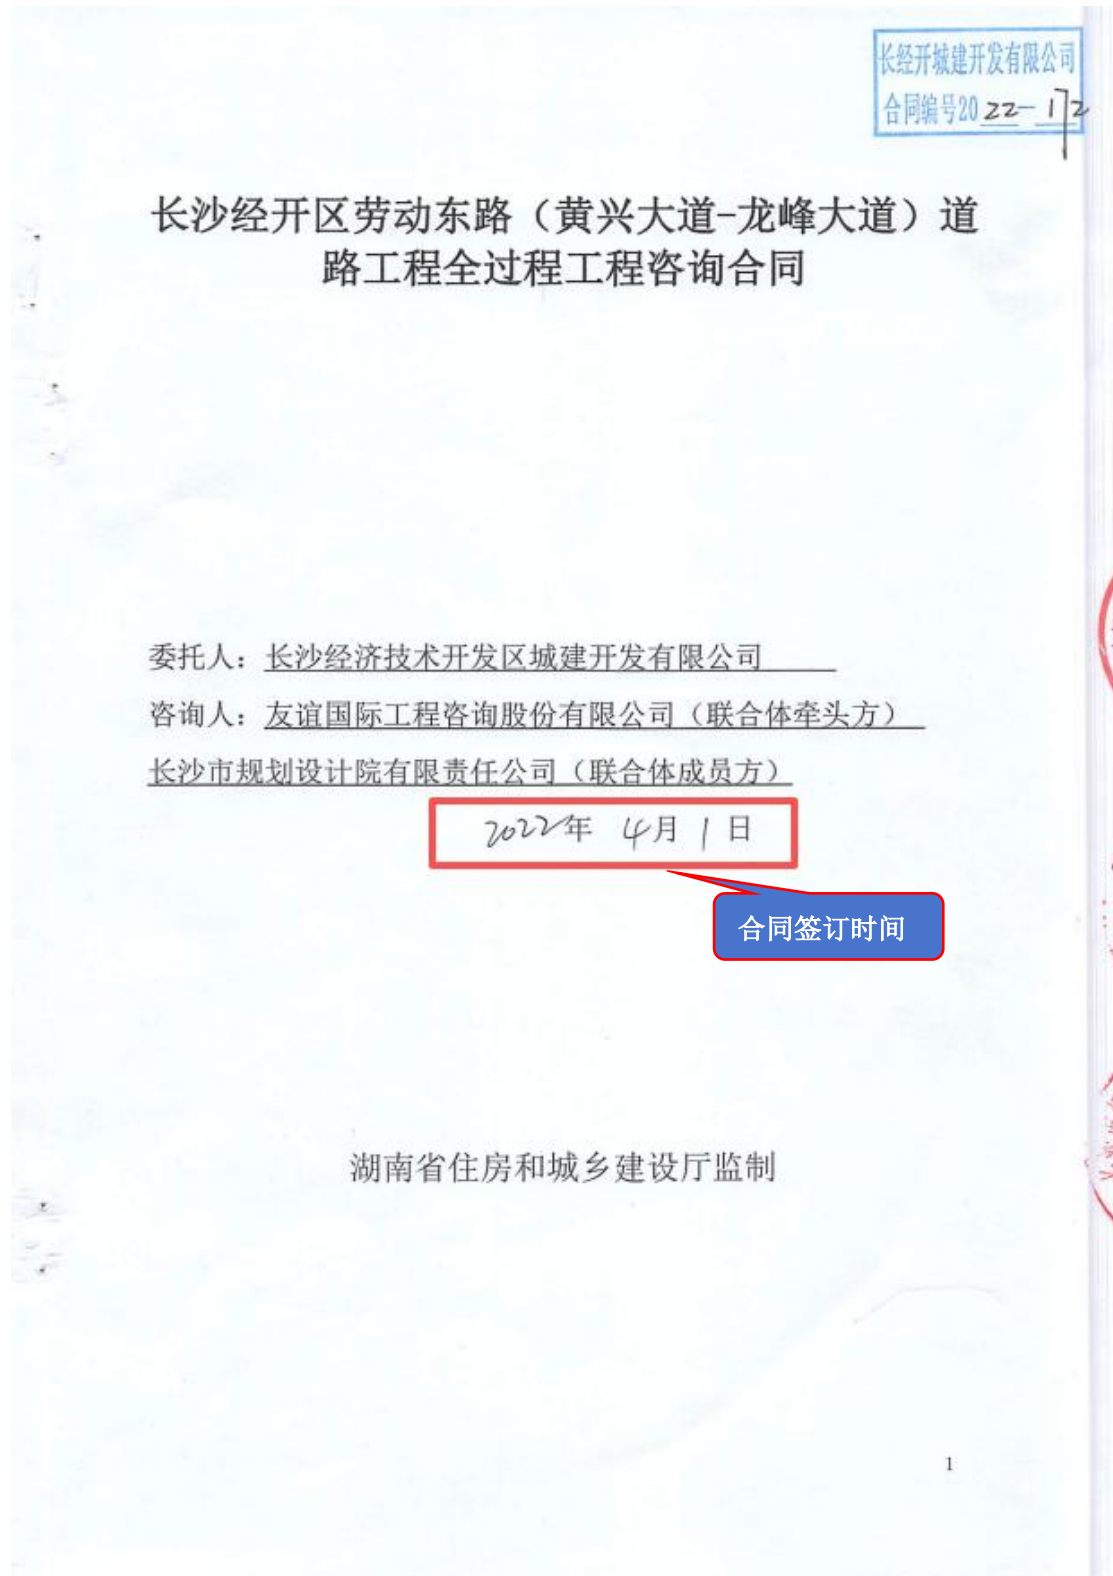 长经开城建开发有限公司
合同编号2022-172
长沙经开区劳动东路（黄兴大道-龙峰大道）道
路工程全过程工程咨询合同
委托人：长沙经济技术开发区城建开发有限公司
咨询人：友谊国际工程咨询股份有限公司（联合体牵头方）
长沙市规划设计院有限责任公司（联合体成员方）
2022年 4月1日
合同签订时间
湖南省住房和城乡建设厅监制
1